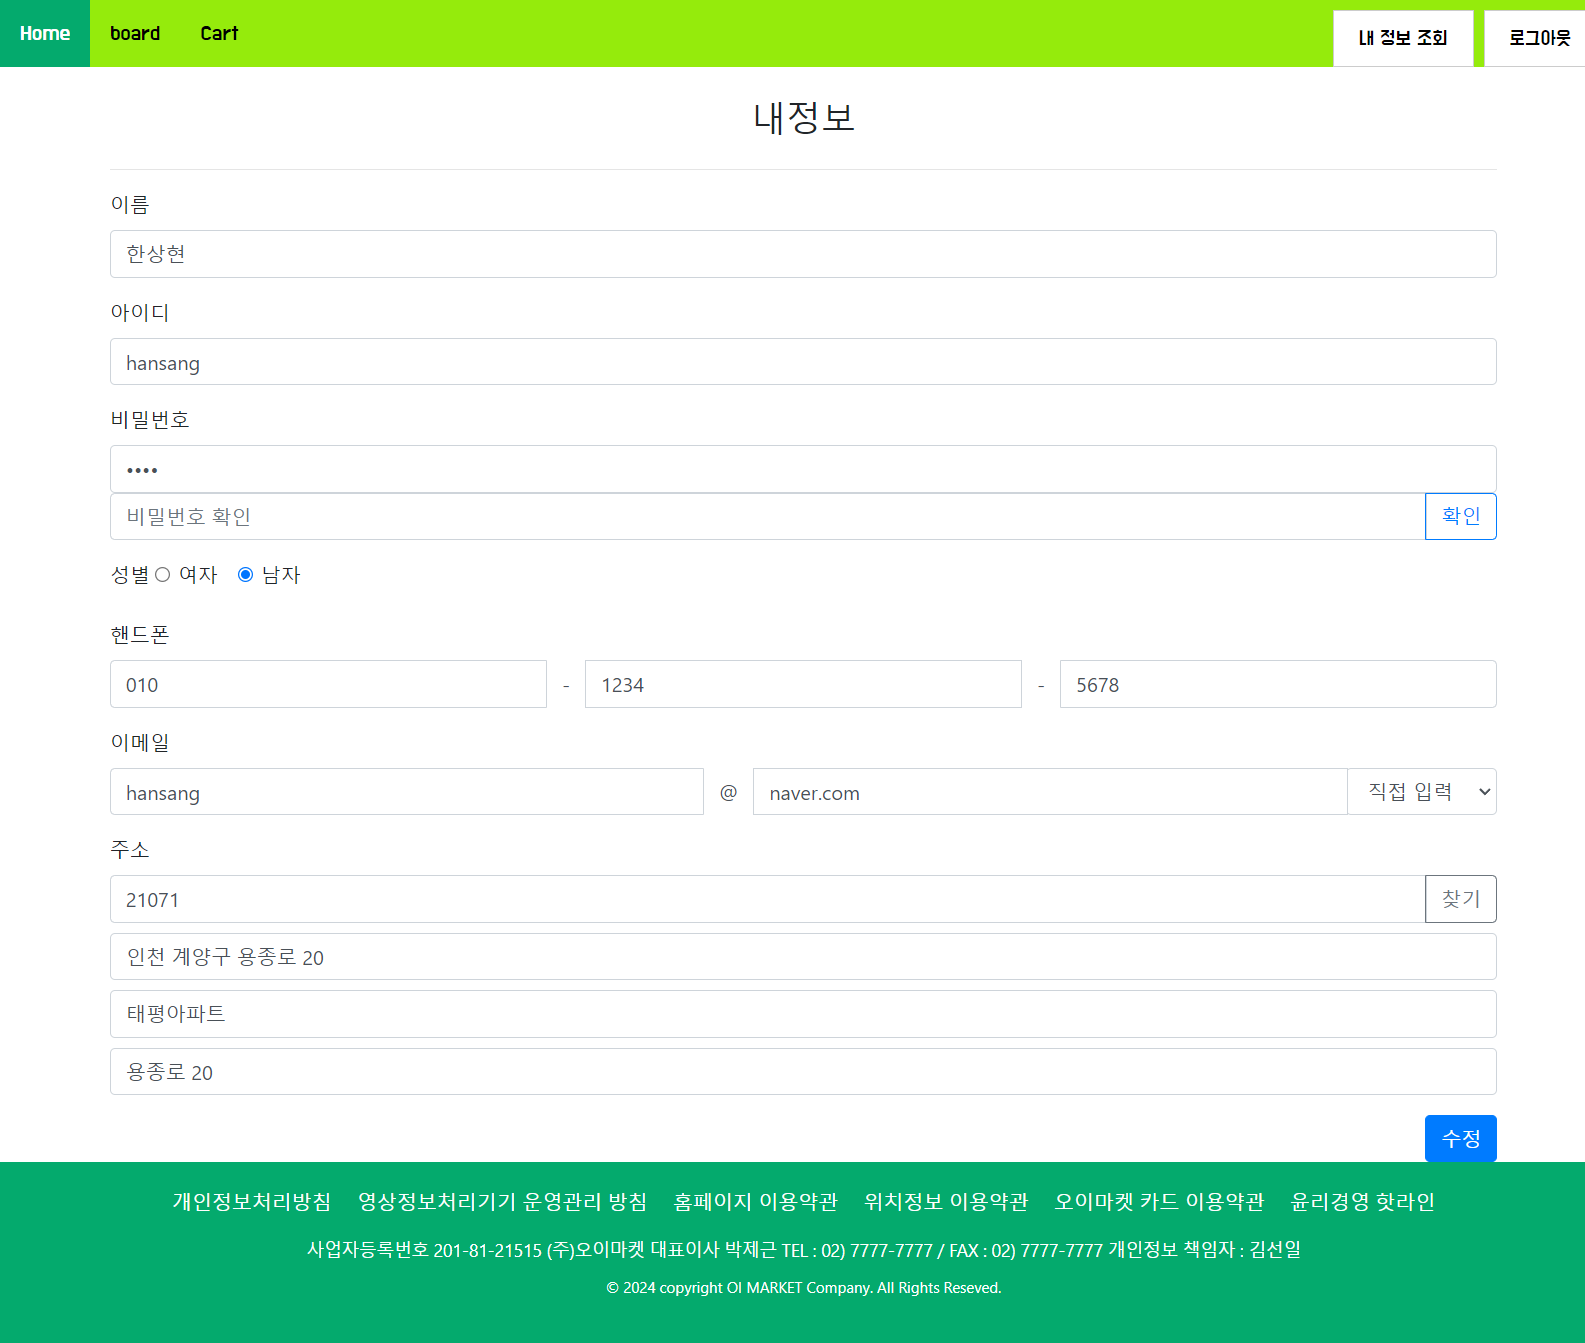 Home board Cart 내 정보 조회 로그아웃
내정보
이름
한상현
아이디
hansang
비밀번호
••••
비밀번호 확인 확인
성별 여자 남자
핸드폰
010 - 1234 - 5678
이메일
hansang @ naver.com 직접 입력
주소
21071 찾기
인천 계양구 용종로 20
태평아파트
용종로 20
수정
개인정보처리방침 영상정보처리기기 운영관리 방침 홈페이지 이용약관 위치정보 이용약관 오이마켓 카드 이용약관 윤리경영 핫라인
사업자등록번호 201-81-21515 (주)오이마켓 대표이사 박제근 TEL : 02) 7777-7777 / FAX : 02) 7777-7777 개인정보 책임자 : 김선일
© 2024 copyright OI MARKET Company. All Rights Reseved.